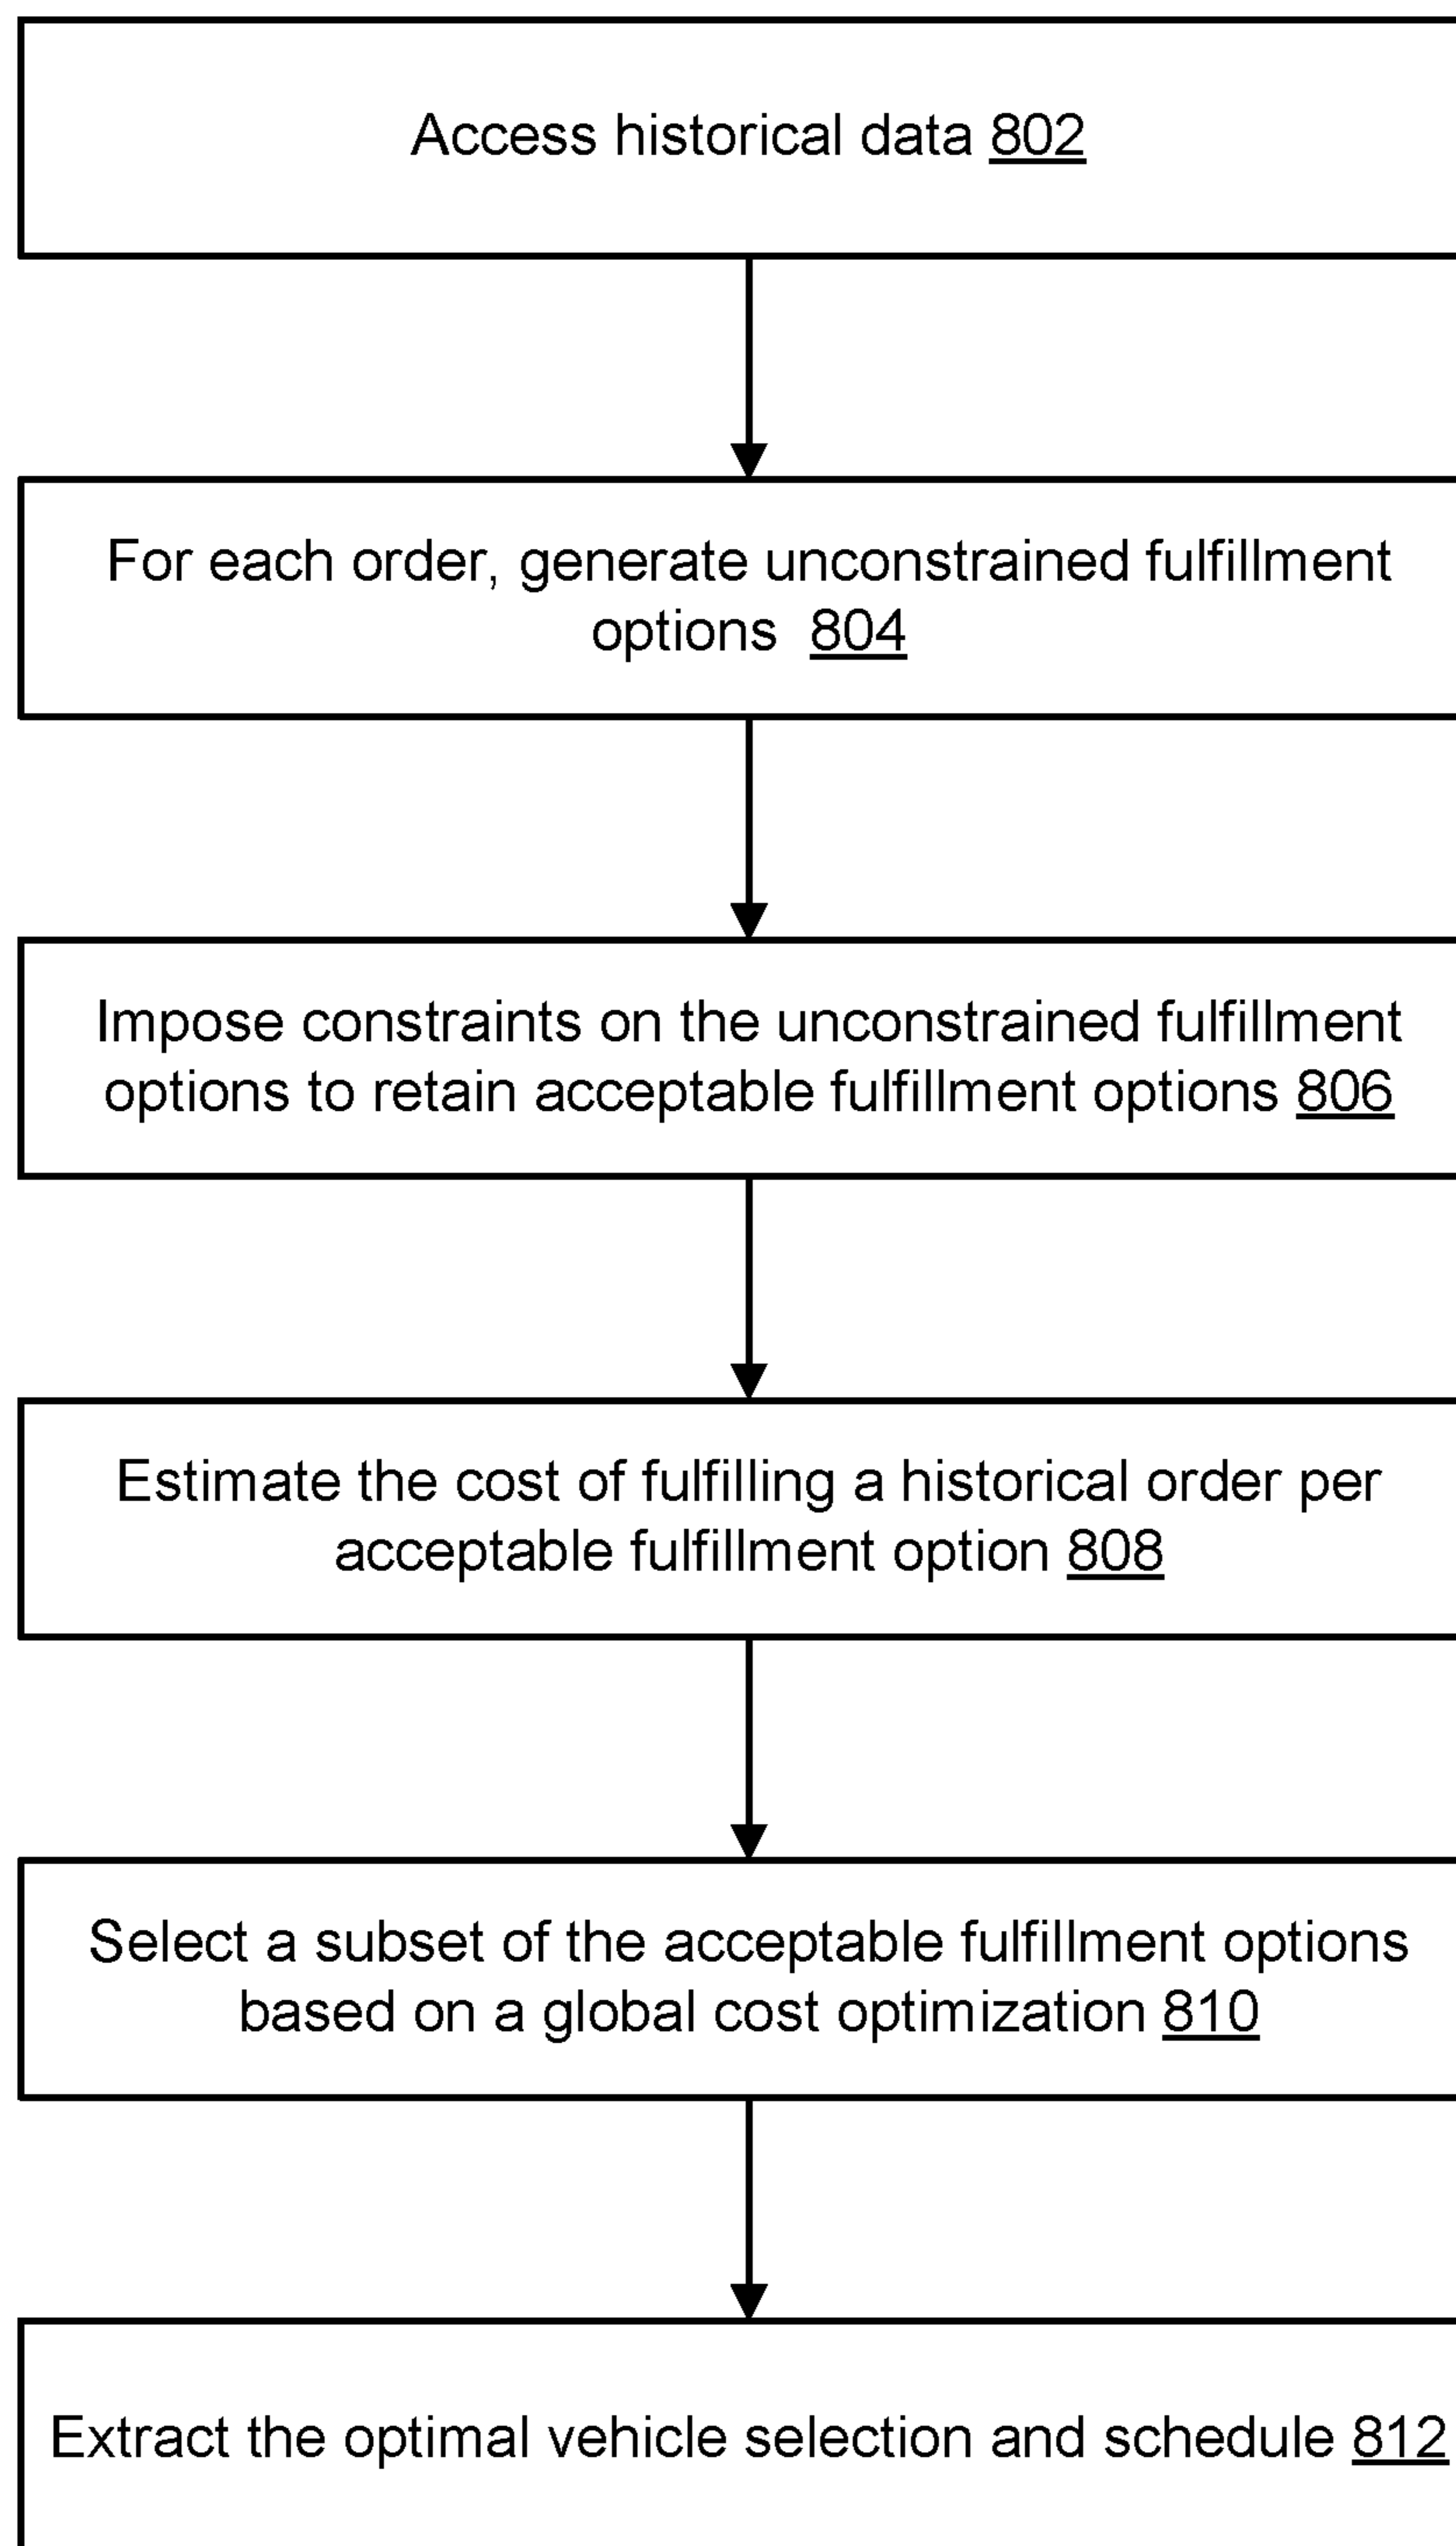 Access historical data 802
For each order, generate unconstrained fulfillment
options 804
Impose constraints on the unconstrained fulfillment
options to retain acceptable fulfillment options 806
Estimate the cost of fulfilling a historical order per
acceptable fulfillment option 808
Select a subset of the acceptable fulfillment options
based on a global cost optimization 810
Extract the optimal vehicle selection and schedule 812